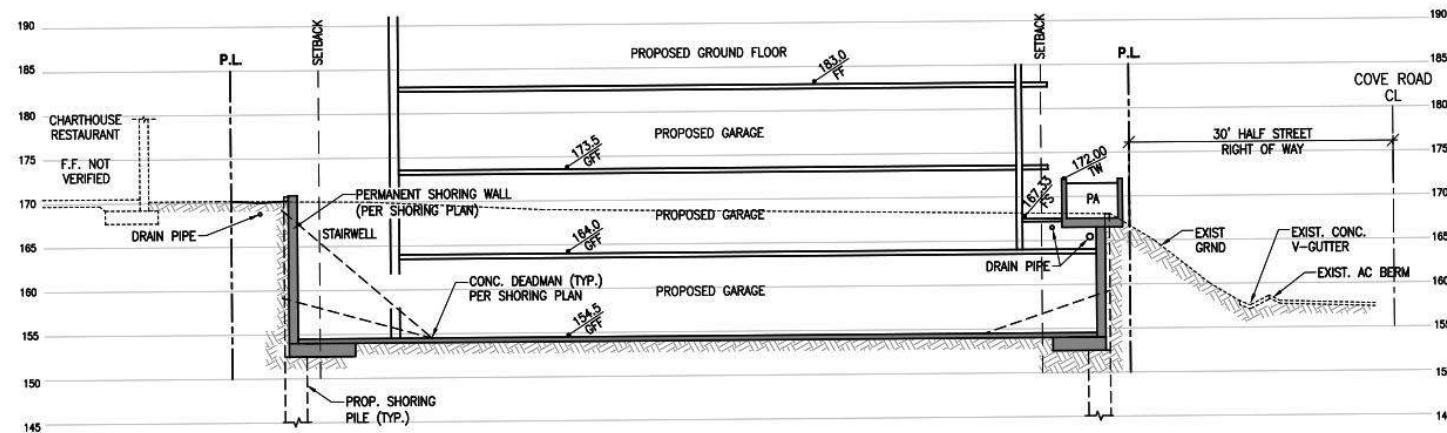 190
185
180
175
170
165
160
155
150
145
P.L.
SETBACK
CHARTHOUSE
RESTAURANT
F.F. NOT
VERIFIED
DRAIN PIPE
PERMANENT SHORING WALL
(PER SHORING PLAN)
STAIRWELL
CONC. DEADMAN (TYP.)
PER SHORING PLAN
PROP. SHORING
PILE (TYP.)
PROPOSED GROUND FLOOR
183.0
FF
PROPOSED GARAGE
173.5
GFF
PROPOSED GARAGE
164.0
GFF
PROPOSED GARAGE
154.5
GFF
SETBACK
P.L.
172.00
TW
PA
167.33
FS
DRAIN PIPE
COVE ROAD
CL
30' HALF STREET
RIGHT OF WAY
EXIST
GRND
EXIST. CONC.
V-GUTTER
EXIST. AC BERM
190
185
180
175
170
165
160
155